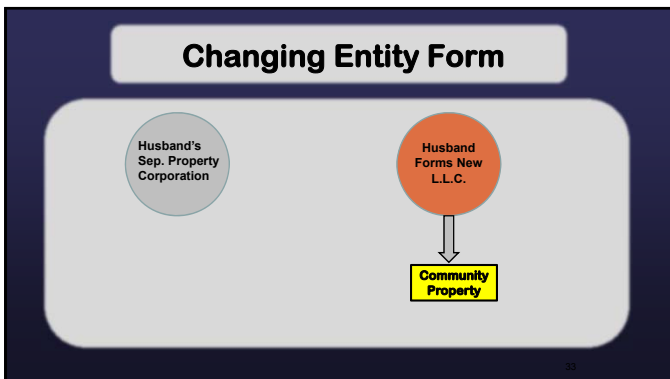 Changing Entity Form
Husband's
Sep. Property
Corporation
Husband
Forms New
L.L.C.
Community
Property
33